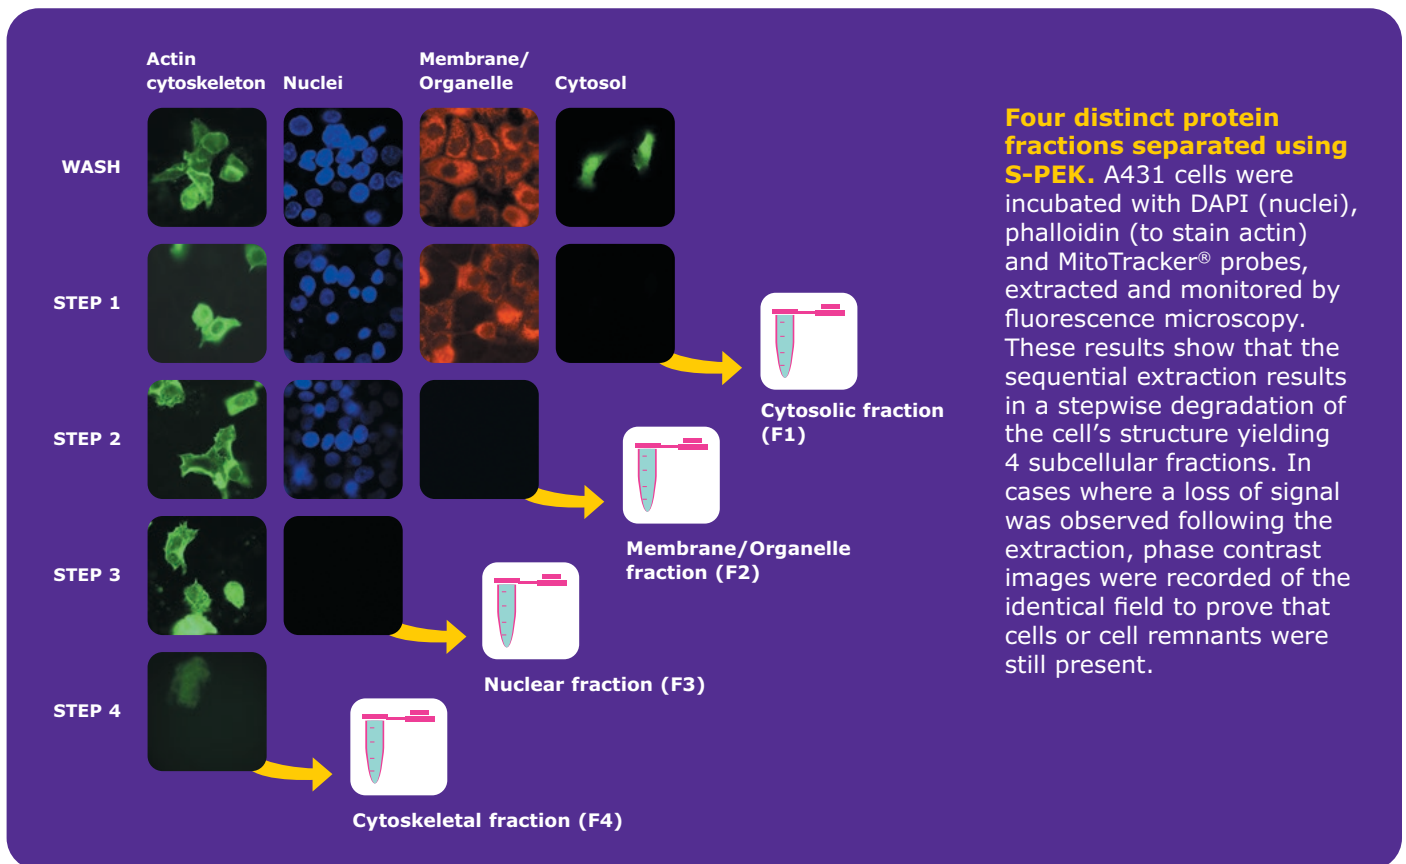 Actin
cytoskeleton
Nuclei
Membrane/
Organelle
Cytosol
WASH
STEP 1
STEP 2
STEP 3
STEP 4
Cytosolic fraction
(F1)
Membrane/Organelle
fraction (F2)
Nuclear fraction (F3)
Cytoskeletal fraction (F4)
Four distinct protein
fractions separated using
S-PEK. A431 cells were
incubated with DAPI (nuclei),
phalloidin (to stain actin)
and MitoTracker® probes,
extracted and monitored by
fluorescence microscopy.
These results show that the
sequential extraction results
in a stepwise degradation of
the cell’s structure yielding
4 subcellular fractions. In
cases where a loss of signal
was observed following the
extraction, phase contrast
images were recorded of the
identical field to prove that
cells or cell remnants were
still present.